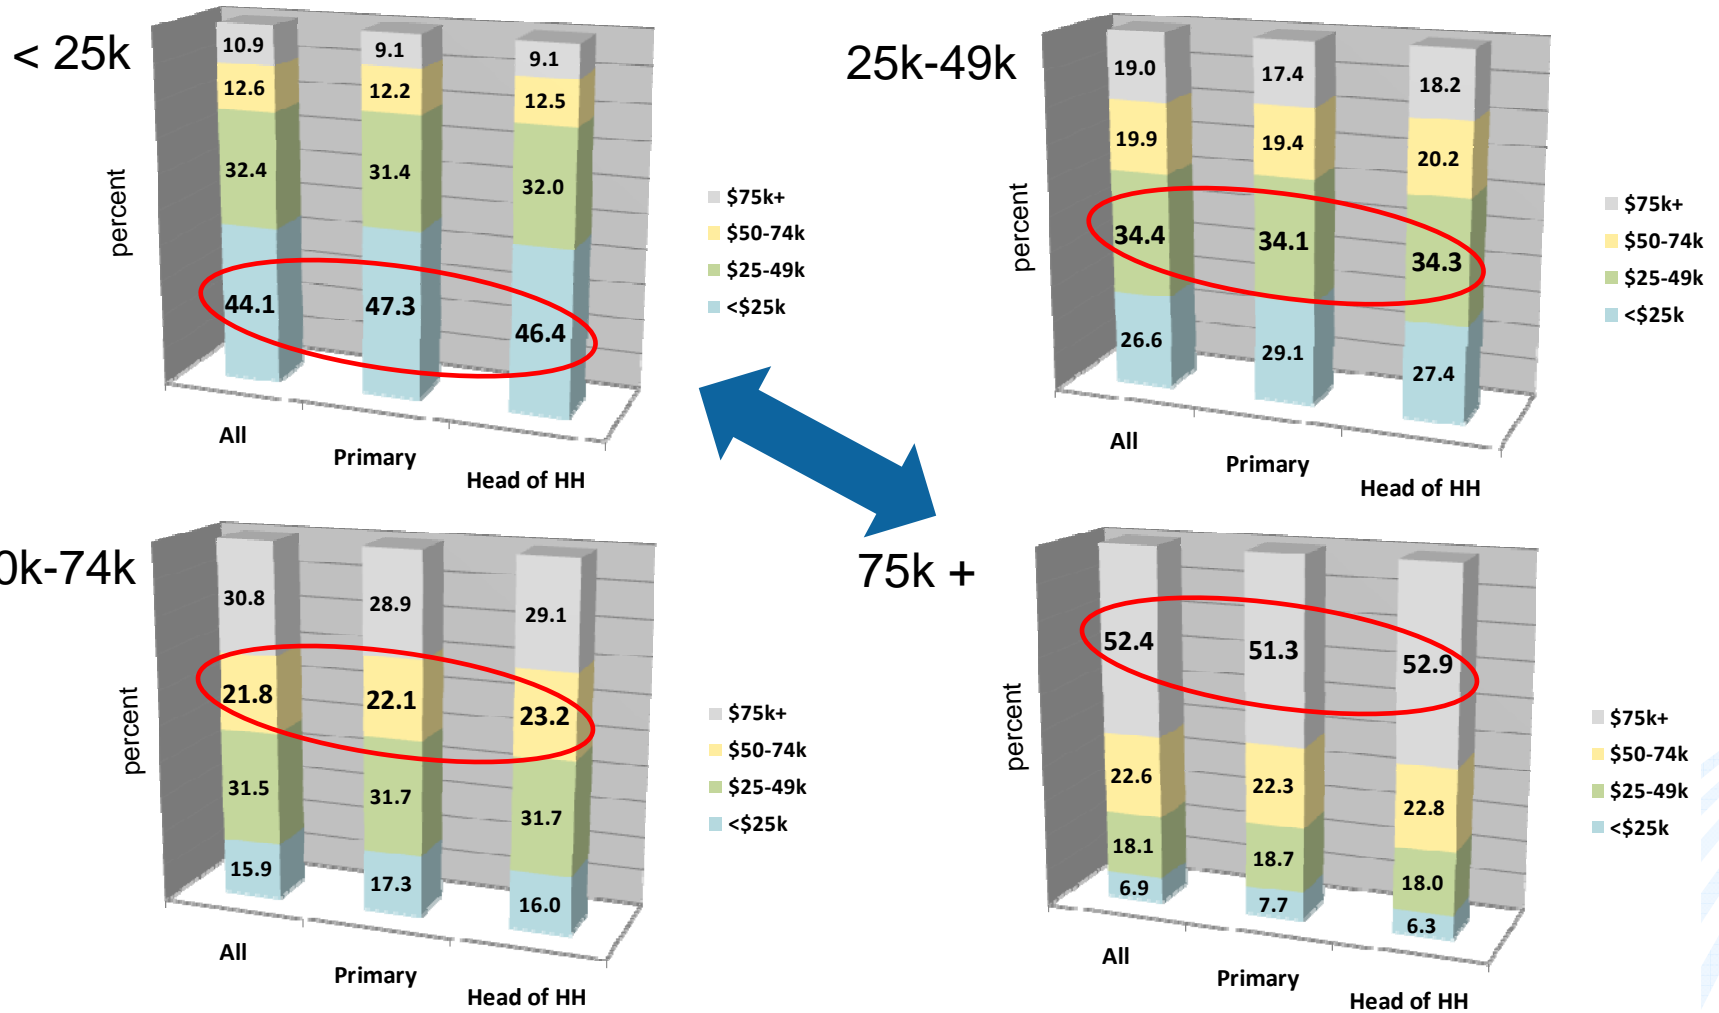 < 25k
10.9 9.1 9.1
12.6 12.2 12.5
32.4 31.4 32.0
44.1 47.3 46.4
percent
All
Primary
Head of HH
$75k+
$50-74k
$25-49k
<$25k
25k-49k
19.0 17.4 18.2
19.9 19.4 20.2
34.4 34.1 34.3
26.6 29.1 27.4
percent
All
Primary
Head of HH
$75k+
$50-74k
$25-49k
<$25k
0k-74k
30.8 28.9 29.1
21.8 22.1 23.2
31.5 31.7 31.7
15.9 17.3 16.0
percent
All
Primary
Head of HH
$75k+
$50-74k
$25-49k
<$25k
75k +
52.4 51.3 52.9
22.6 22.3 22.8
18.1 18.7 18.0
6.9 7.7 6.3
percent
All
Primary
Head of HH
$75k+
$50-74k
$25-49k
<$25k